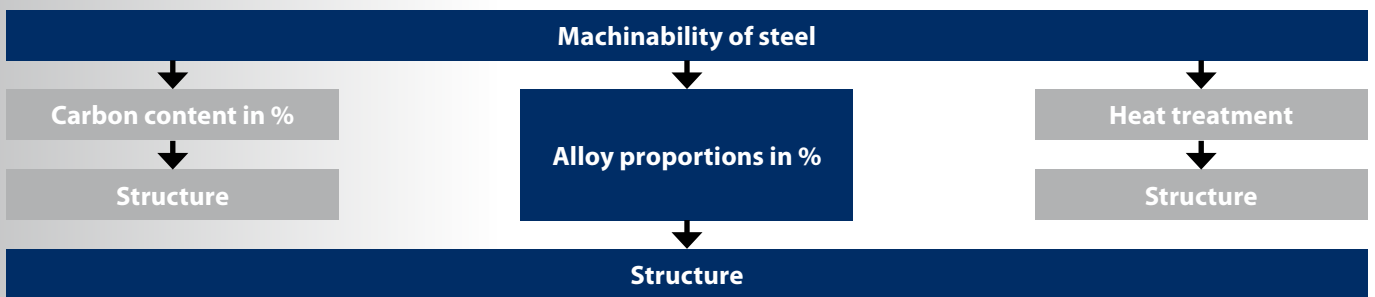 Machinability of steel
Carbon content in %
Alloy proportions in %
Heat treatment
Structure
Structure
Structure